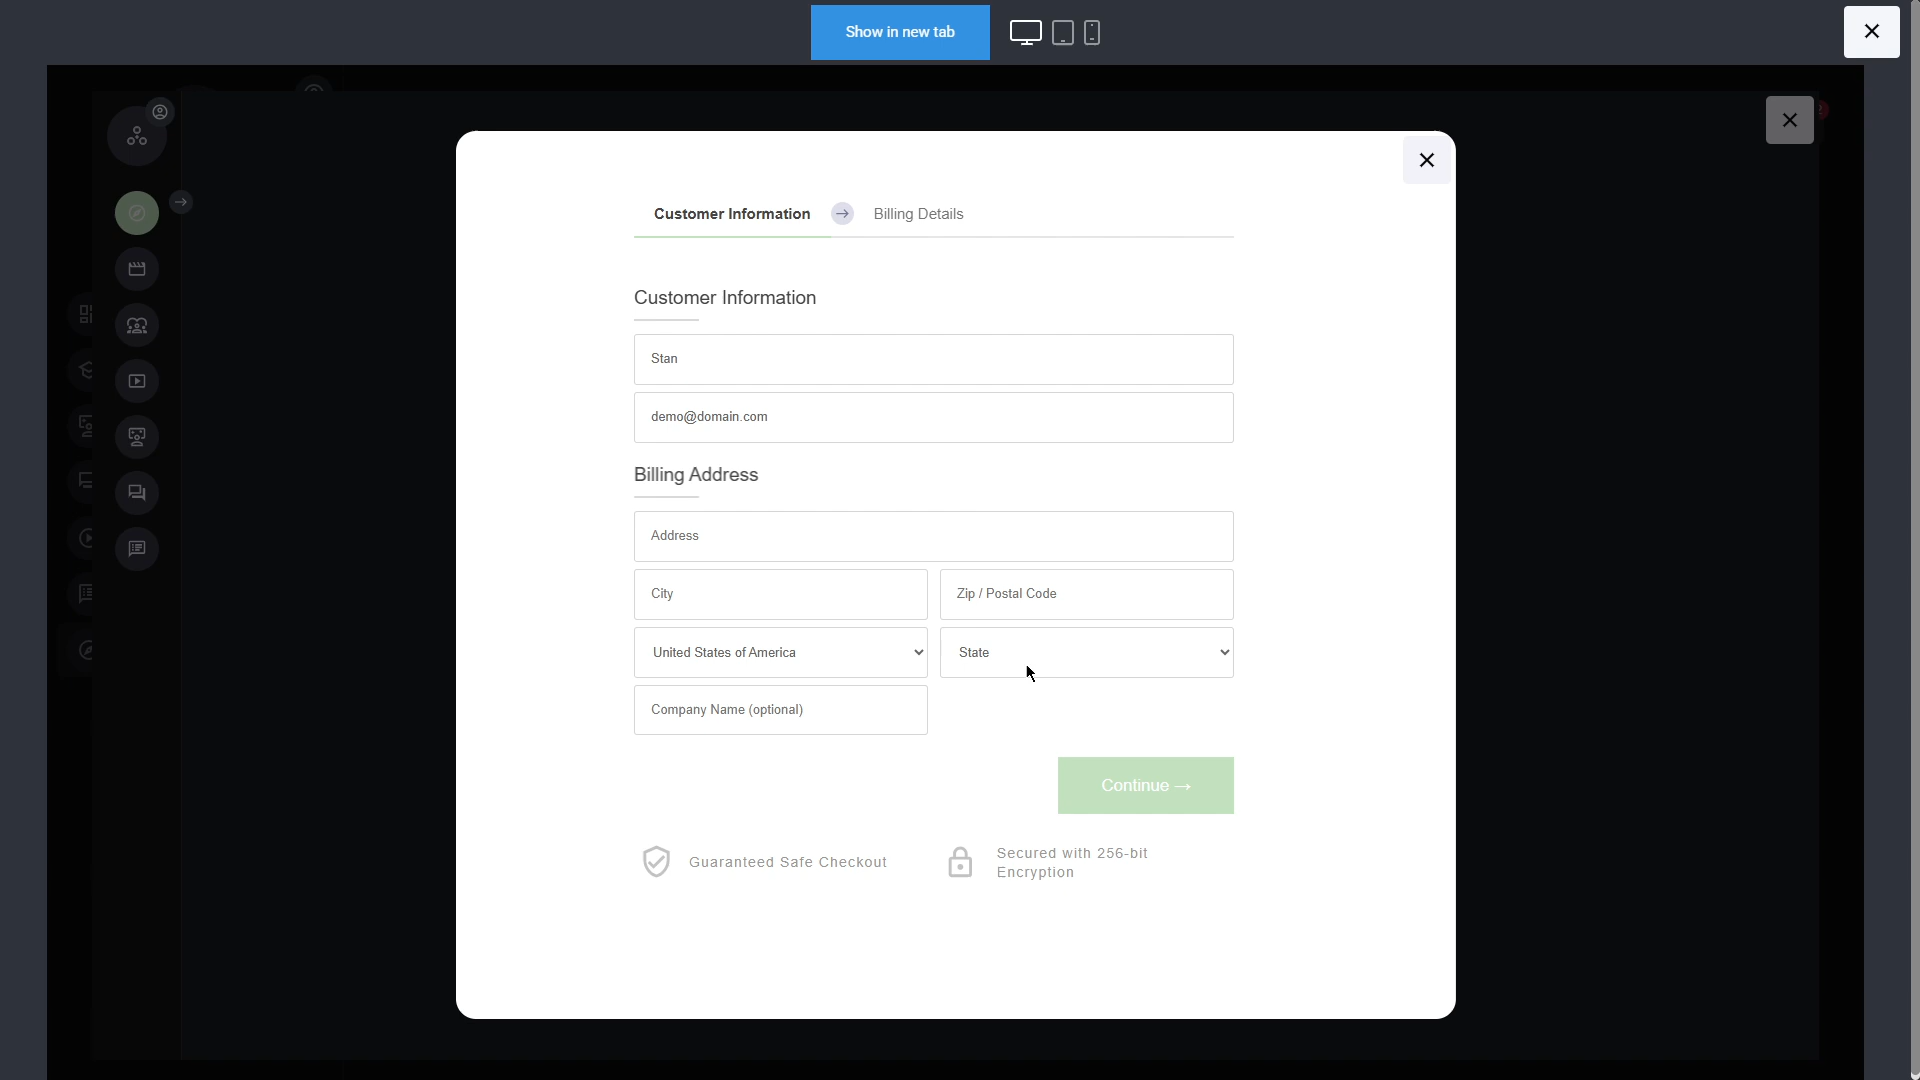 Show in new tab
Customer Information → Billing Details
Customer Information
Stan
demo@domain.com
Billing Address
Address
City
Zip / Postal Code
United States of America
State
Company Name (optional)
Continue →
Guaranteed Safe Checkout
Secured with 256-bit
Encryption